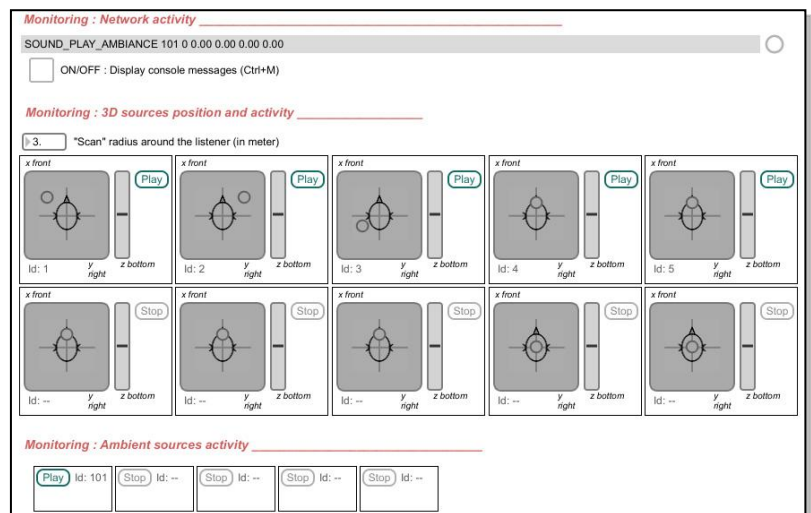 Monitoring : Network activity
SOUND_PLAY_AMBIANCE 101 0 0.00 0.00 0.00 0.00
ON/OFF : Display console messages (Ctrl+M)
Monitoring : 3D sources position and activity
3. "Scan" radius around the listener (in meter)
x front x front x front x front x front
Play Play Play Play Play
Id: 1 y right z bottom Id: 2 y right z bottom Id: 3 y right z bottom Id: 4 y right z bottom Id: 5 y right z bottom
x front x front x front x front x front
Stop Stop Stop Stop Stop
Id: -- y right z bottom Id: -- y right z bottom Id: -- y right z bottom Id: -- y right z bottom Id: -- y right z bottom
Monitoring : Ambient sources activity
Play Id: 101 Stop Id: -- Stop Id: -- Stop Id: -- Stop Id: --